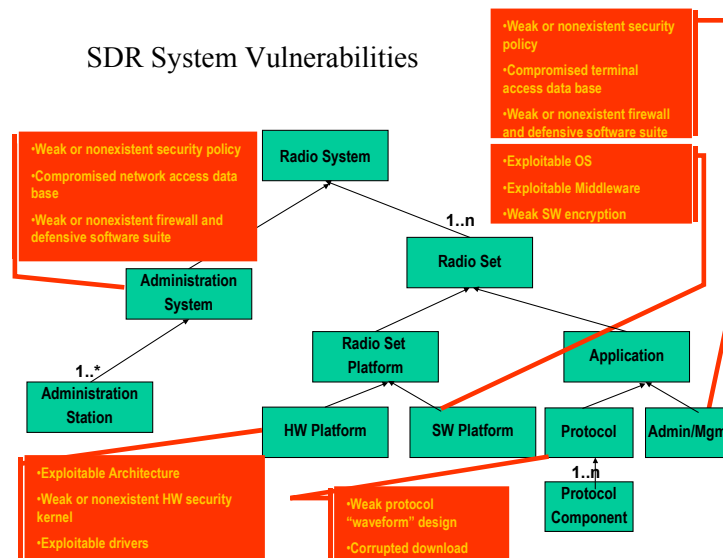 SDR System Vulnerabilities
•Weak or nonexistent security
policy
•Compromised terminal
access data base
•Weak or nonexistent firewall
and defensive software suite
•Weak or nonexistent security policy
•Compromised network access data
base
•Weak or nonexistent firewall and
defensive software suite
Radio System
•Exploitable OS
•Exploitable Middleware
•Weak SW encryption
1..n
Radio Set
Administration
System
Radio Set
Platform
Application
1..*
Administration
Station
HW Platform
SW Platform
Protocol
Admin/Mgm
•Exploitable Architecture
•Weak or nonexistent HW security
kernel
•Exploitable drivers
•Weak protocol
“waveform” design
•Corrupted download
1..n
Protocol
Component